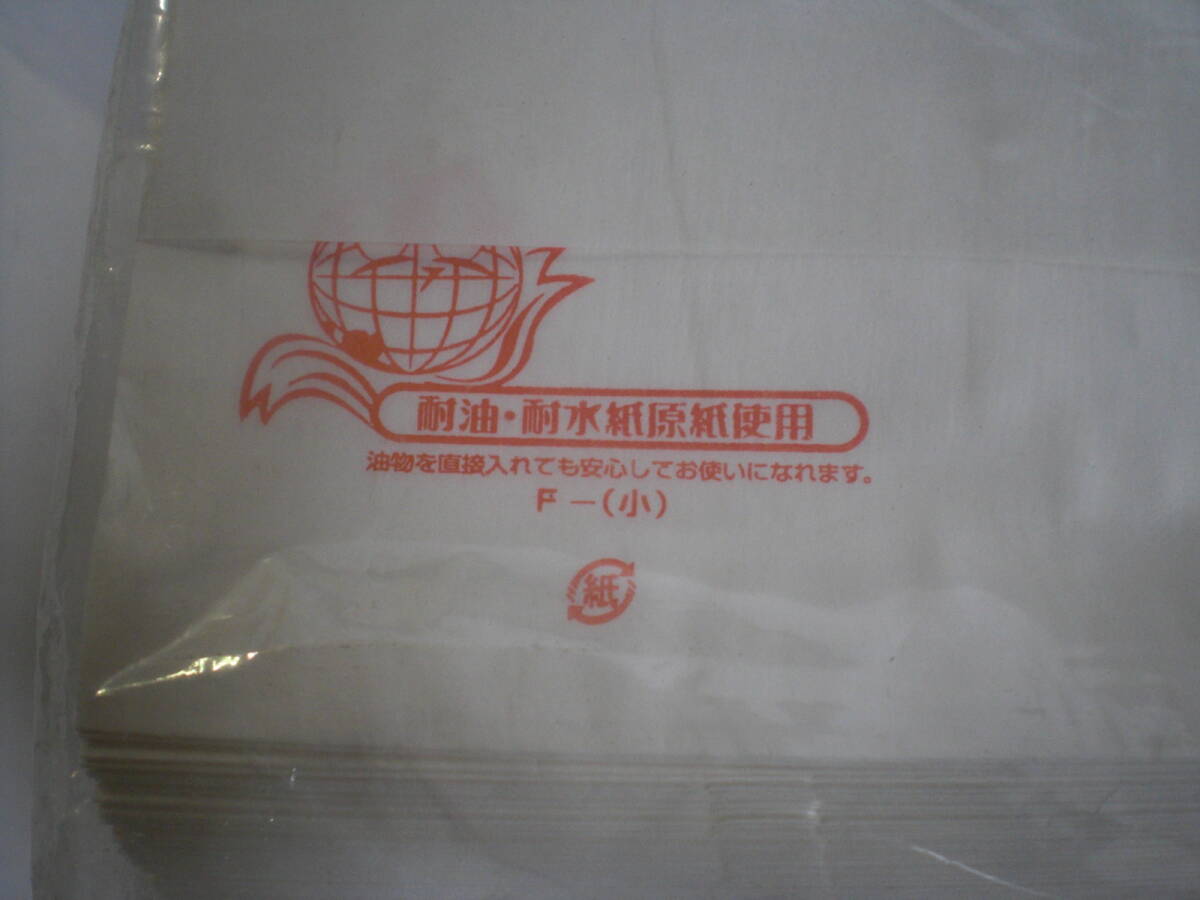 耐油・耐水紙原紙使用
油物を直接入れても安心してお使いになれます。
F－(小)
紙